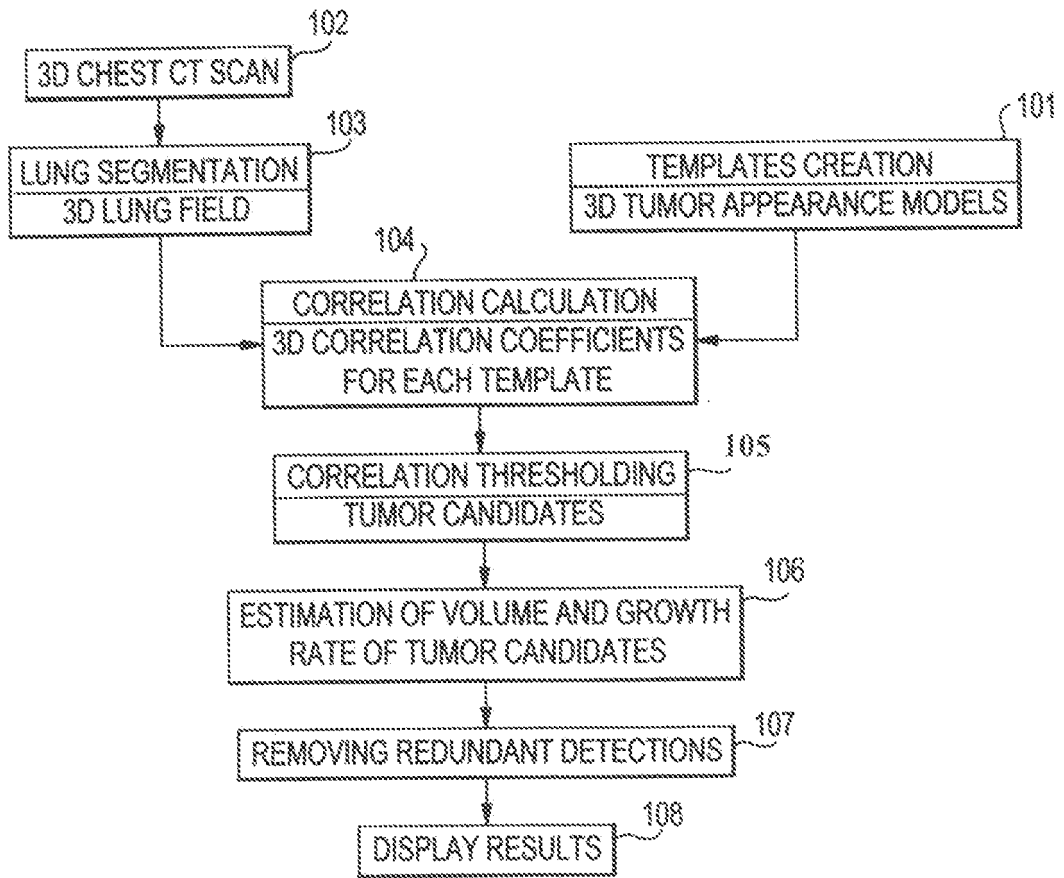 102
3D CHEST CT SCAN
103
LUNG SEGMENTATION
3D LUNG FIELD
101
TEMPLATES CREATION
3D TUMOR APPEARANCE MODELS
104
CORRELATION CALCULATION
3D CORRELATION COEFFICIENTS
FOR EACH TEMPLATE
105
CORRELATION THRESHOLDING
TUMOR CANDIDATES
106
ESTIMATION OF VOLUME AND GROWTH
RATE OF TUMOR CANDIDATES
107
REMOVING REDUNDANT DETECTIONS
108
DISPLAY RESULTS